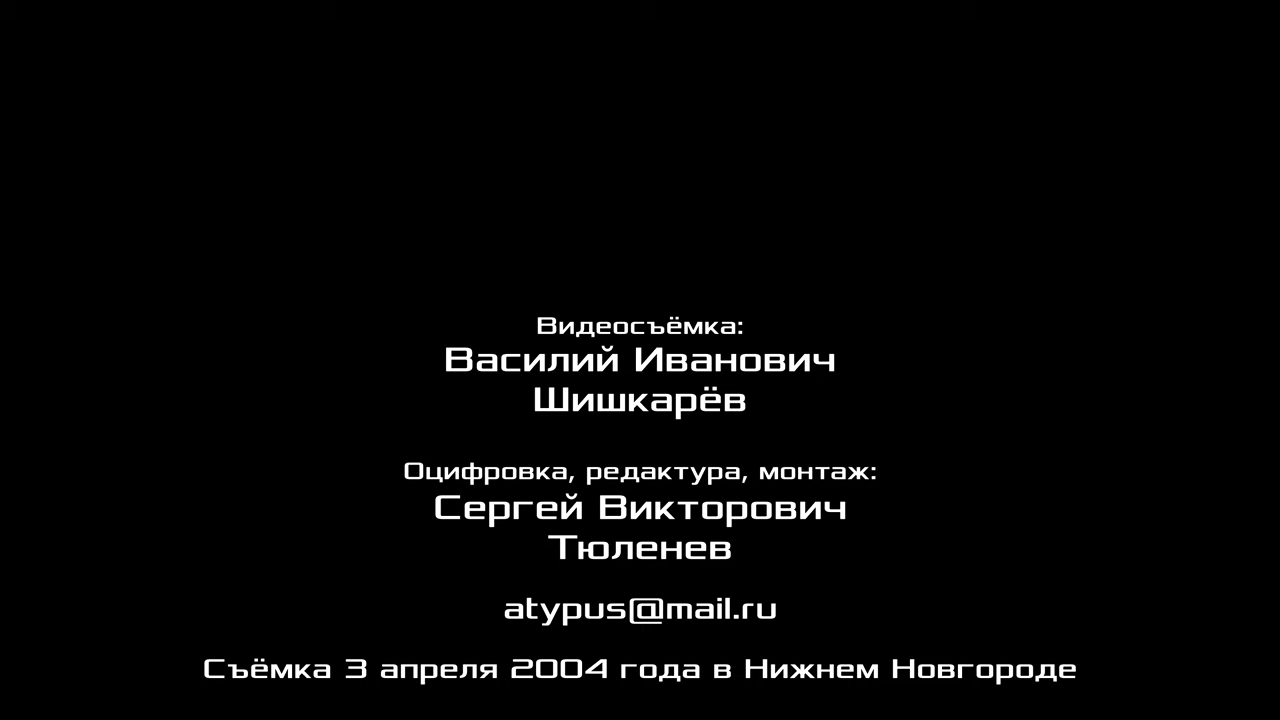 Видеосъёмка:
Василий Иванович
Шишкарёв
Оцифровка, редактура, монтаж:
Сергей Викторович
Тюленев
atypus@mail.ru
Съёмка 3 апреля 2004 года в Нижнем Новгороде